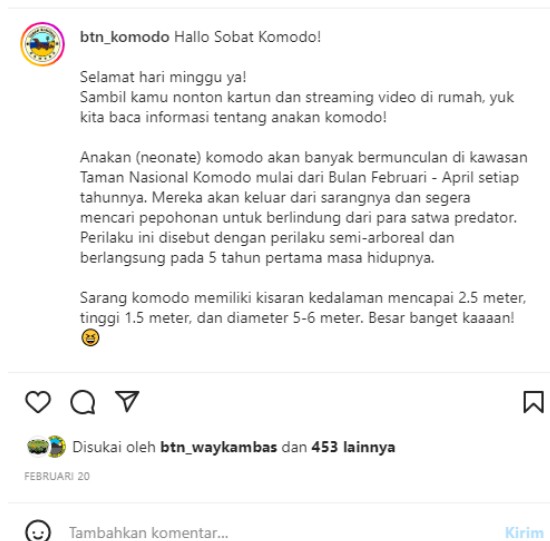 btn_komodo Hallo Sobat Komodo!
Selamat hari minggu ya!
Sambil kamu nonton kartun dan streaming video di rumah, yuk
kita baca informasi tentang anakan komodo!
Anakan (neonate) komodo akan banyak bermunculan di kawasan
Taman Nasional Komodo mulai dari Bulan Februari - April setiap
tahunnya. Mereka akan keluar dari sarangnya dan segera
mencari pepohonan untuk berlindung dari para satwa predator.
Perilaku ini disebut dengan perilaku semi-arboreal dan
berlangsung pada 5 tahun pertama masa hidupnya.
Sarang komodo memiliki kisaran kedalaman mencapai 2.5 meter,
tinggi 1.5 meter, dan diameter 5-6 meter. Besar banget kaaaan!
😆
Disukai oleh btn_waykambas dan 453 lainnya
FEBRUARI 20
Tambahkan komentar...
Kirim